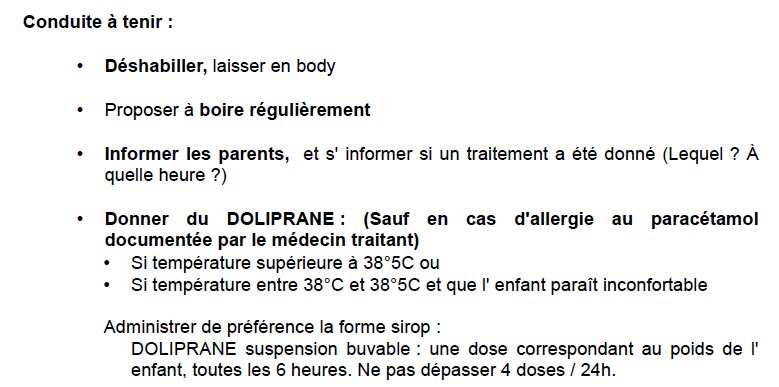 Conduite à tenir :
• Déshabiller, laisser en body
• Proposer à boire régulièrement
• Informer les parents, et s' informer si un traitement a été donné (Lequel ? À
quelle heure ?)
• Donner du DOLIPRANE : (Sauf en cas d'allergie au paracétamol
documentée par le médecin traitant)
• Si température supérieure à 38°5C ou
• Si température entre 38°C et 38°5C et que l' enfant paraît inconfortable
Administrer de préférence la forme sirop :
DOLIPRANE suspension buvable : une dose correspondant au poids de l'
enfant, toutes les 6 heures. Ne pas dépasser 4 doses / 24h.